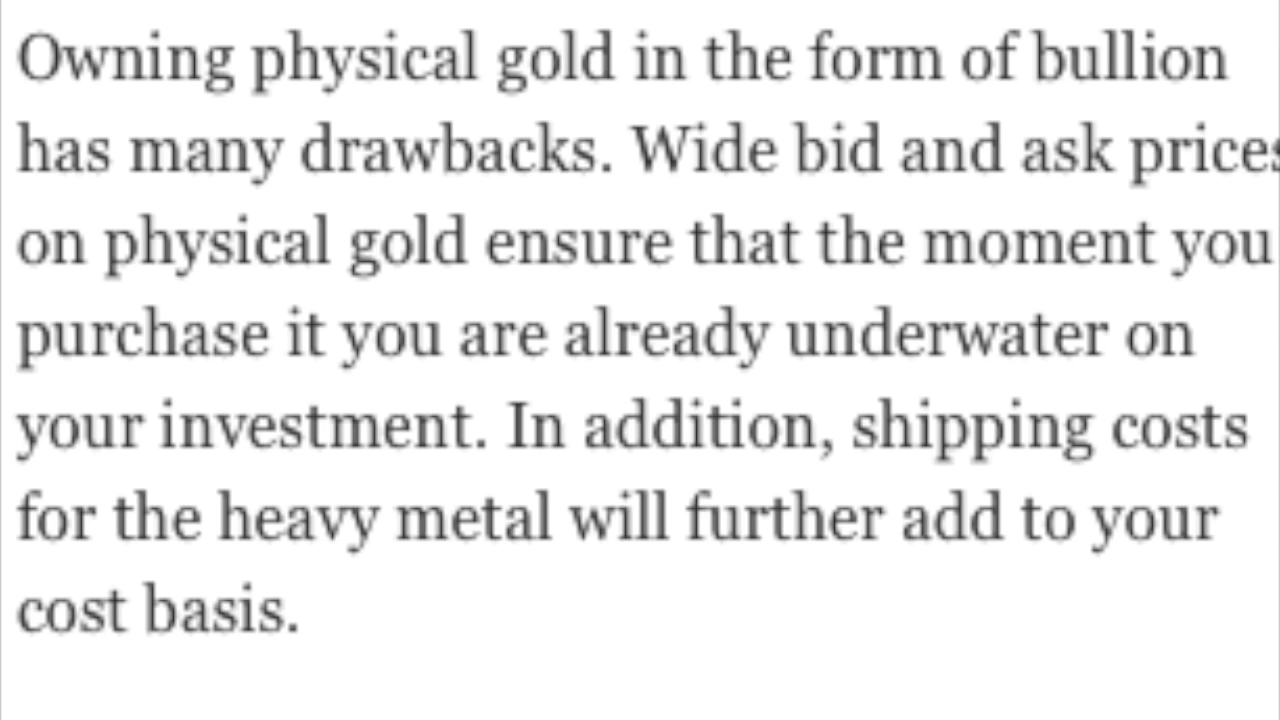 Owning physical gold in the form of bullion
has many drawbacks. Wide bid and ask prices
on physical gold ensure that the moment you
purchase it you are already underwater on
your investment. In addition, shipping costs
for the heavy metal will further add to your
cost basis.